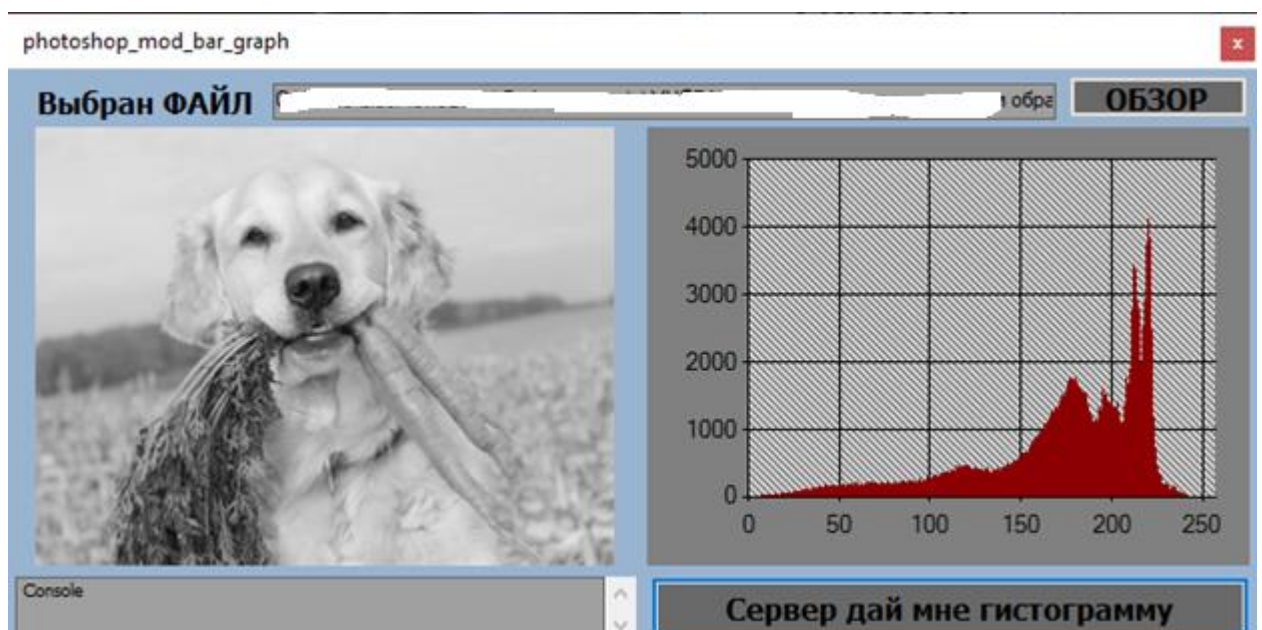 photoshop_mod_bar_graph
x
Выбран ФАЙЛ
обра
ОБЗОР
5000
4000
3000
2000
1000
0
0 50 100 150 200 250
Console
Сервер дай мне гистограмму